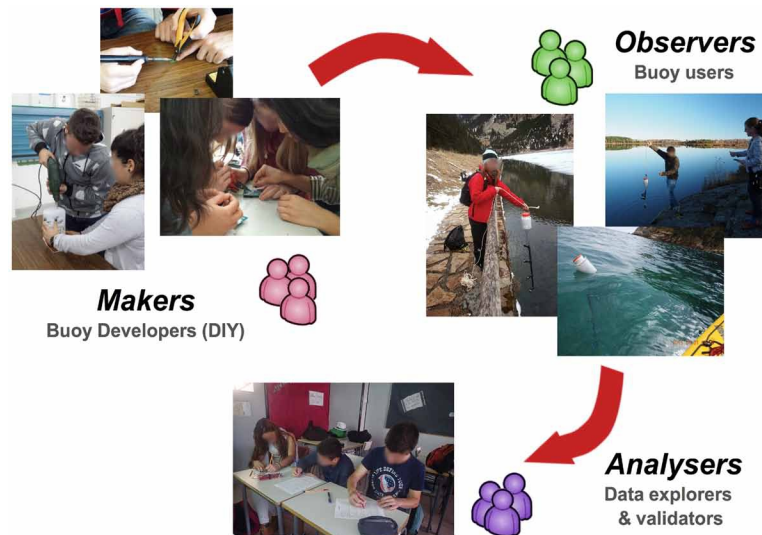 Observers
Buoy users
Makers
Buoy Developers (DIY)
Analysers
Data explorers
& validators